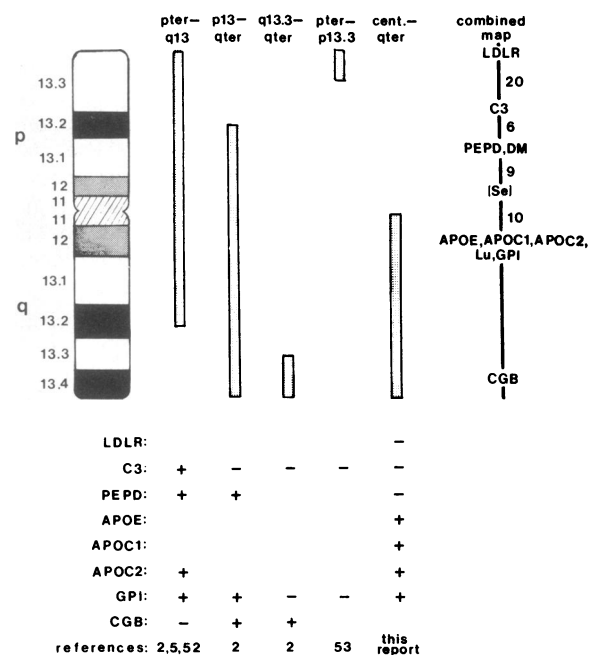 pter– p13– q13.3– pter– cent.– combined
q13 qter qter p13.3 qter map
LDLR
13.3
20
C3
13.2
6
p
PEPD,DM
13.1
9
12
[Se]
11
11
10
12
APOE,APOC1,APOC2,
Lu,GPI
13.1
q
13.2
13.3
13.4
CGB
LDLR: –
C3: + – – – –
PEPD: + + –
APOE: +
APOC1: +
APOC2: + +
GPI: + + – – +
CGB: – + +
references: 2,5,52 2 2 53 this report